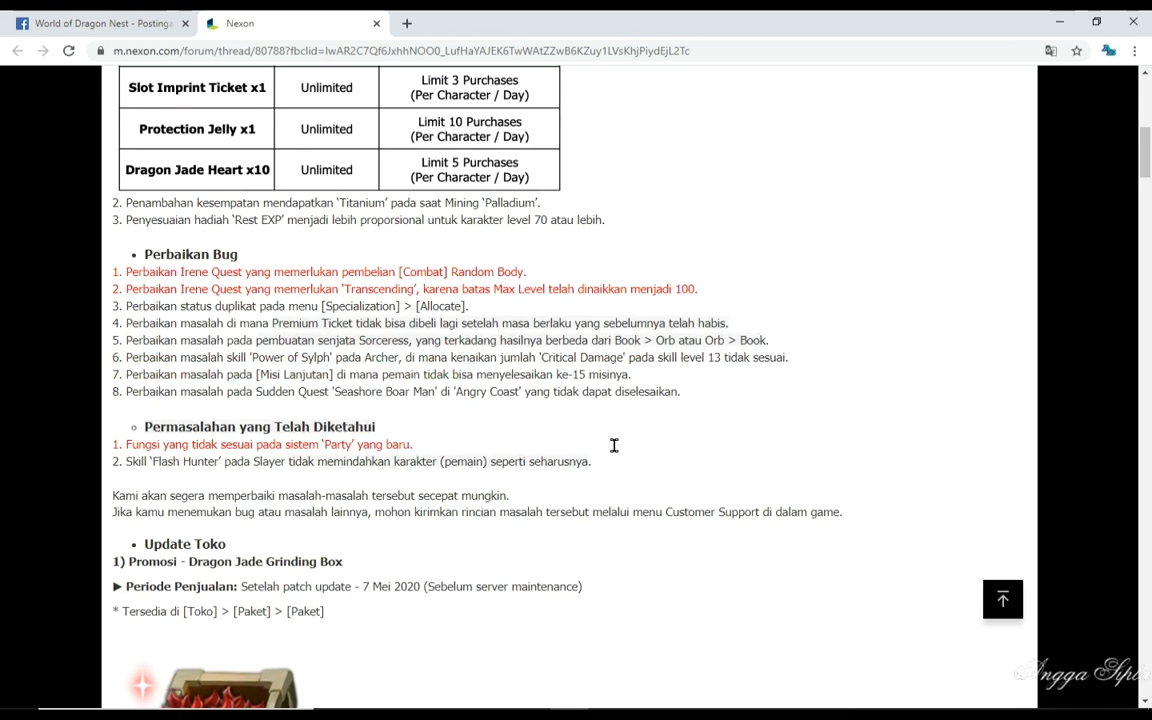 World of Dragon Nest - Postinga
Nexon
m.nexon.com/forum/thread/80788?fbclid=IwAR2C7Qf6JxhhNOO0_LufHaYAJEK6TwWAtZZwB6KZuy1LVsKhjPiydEjL2Tc
Slot Imprint Ticket x1
Unlimited
Limit 3 Purchases
(Per Character / Day)
Protection Jelly x1
Unlimited
Limit 10 Purchases
(Per Character / Day)
Dragon Jade Heart x10
Unlimited
Limit 5 Purchases
(Per Character / Day)
2. Penambahan kesempatan mendapatkan 'Titanium' pada saat Mining 'Palladium'.
3. Penyesuaian hadiah 'Rest EXP' menjadi lebih proporsional untuk karakter level 70 atau lebih.
• Perbaikan Bug
1. Perbaikan Irene Quest yang memerlukan pembelian [Combat] Random Body.
2. Perbaikan Irene Quest yang memerlukan 'Transcending', karena batas Max Level telah dinaikkan menjadi 100.
3. Perbaikan status duplikat pada menu [Specialization] > [Allocate].
4. Perbaikan masalah di mana Premium Ticket tidak bisa dibeli lagi setelah masa berlaku yang sebelumnya telah habis.
5. Perbaikan masalah pada pembuatan senjata Sorceress, yang terkadang hasilnya berbeda dari Book > Orb atau Orb > Book.
6. Perbaikan masalah skill 'Power of Sylph' pada Archer, di mana kenaikan jumlah 'Critical Damage' pada skill level 13 tidak sesuai.
7. Perbaikan masalah pada [Misi Lanjutan] di mana pemain tidak bisa menyelesaikan ke-15 misinya.
8. Perbaikan masalah pada Sudden Quest 'Seashore Boar Man' di 'Angry Coast' yang tidak dapat diselesaikan.
Permasalahan yang Telah Diketahui
1. Fungsi yang tidak sesuai pada sistem 'Party' yang baru.
2. Skill 'Flash Hunter' pada Slayer tidak memindahkan karakter (pemain) seperti seharusnya.
Kami akan segera memperbaiki masalah-masalah tersebut secepat mungkin.
Jika kamu menemukan bug atau masalah lainnya, mohon kirimkan rincian masalah tersebut melalui menu Customer Support di dalam game.
• Update Toko
1) Promosi - Dragon Jade Grinding Box
▶ Periode Penjualan: Setelah patch update - 7 Mei 2020 (Sebelum server maintenance)
* Tersedia di [Toko] > [Paket] > [Paket]
Angga